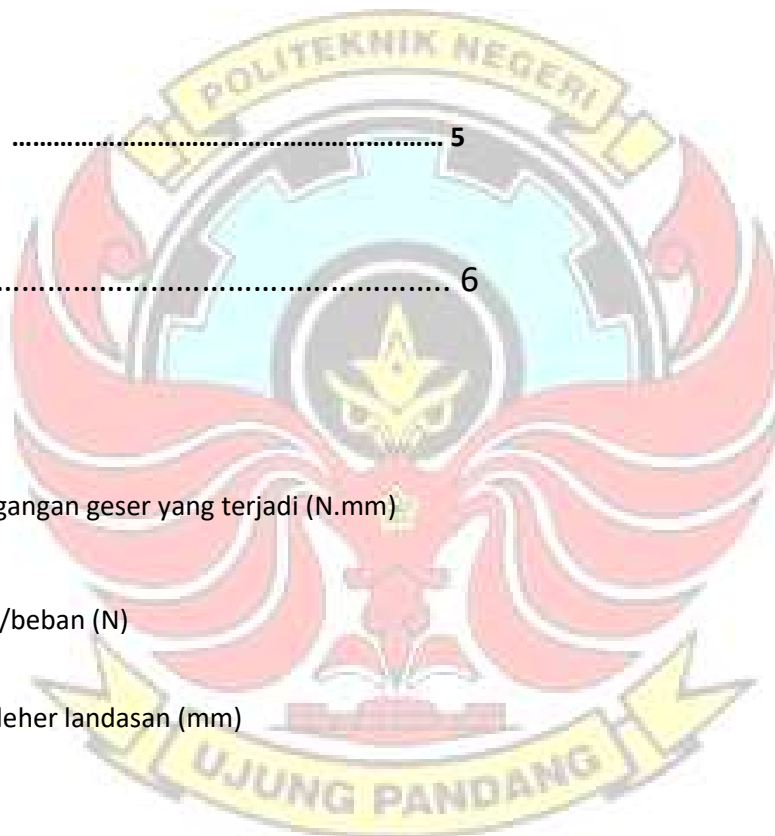 POLITEKNIK NEGERI
……………………………………………………..…… 5
…………………………………………………………….. 6
gangan geser yang terjadi (N.mm)
/beban (N)
leher landasan (mm)
UJUNG PANDANG